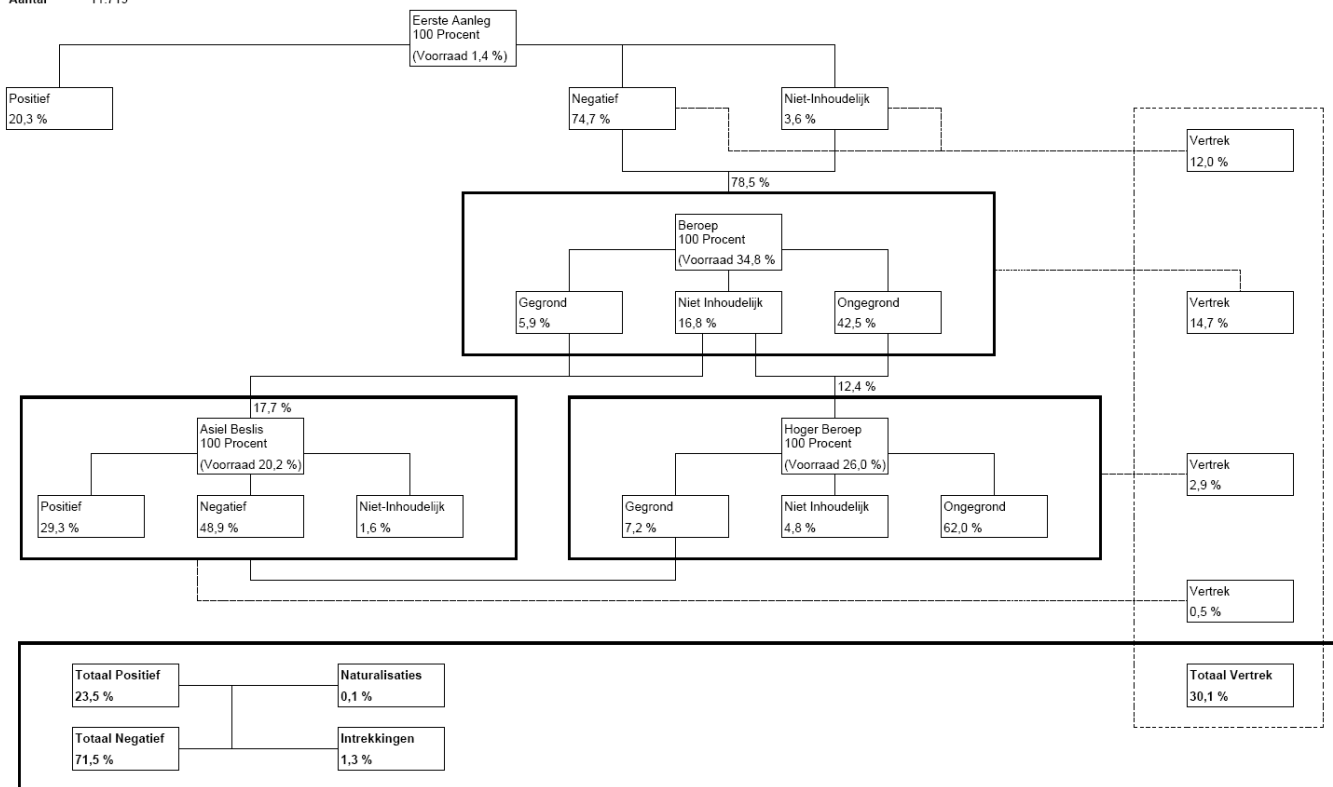 Aantal 11.719
Eerste Aanleg
100 Procent
(Voorraad 1,4 %)
Positief
20,3 %
Negatief
74,7 %
Niet-Inhoudelijk
3,6 %
Vertrek
12,0 %
78,5 %
Beroep
100 Procent
(Voorraad 34,8 %
Gegrond
5,9 %
Niet Inhoudelijk
16,8 %
Ongegrond
42,5 %
Vertrek
14,7 %
17,7 %
12,4 %
Asiel Beslis
100 Procent
(Voorraad 20,2 %)
Positief
29,3 %
Negatief
48,9 %
Niet-Inhoudelijk
1,6 %
Hoger Beroep
100 Procent
(Voorraad 26,0 %)
Gegrond
7,2 %
Niet Inhoudelijk
4,8 %
Ongegrond
62,0 %
Vertrek
2,9 %
Vertrek
0,5 %
Totaal Positief
23,5 %
Naturalisaties
0,1 %
Totaal Vertrek
30,1 %
Totaal Negatief
71,5 %
Intrekkingen
1,3 %